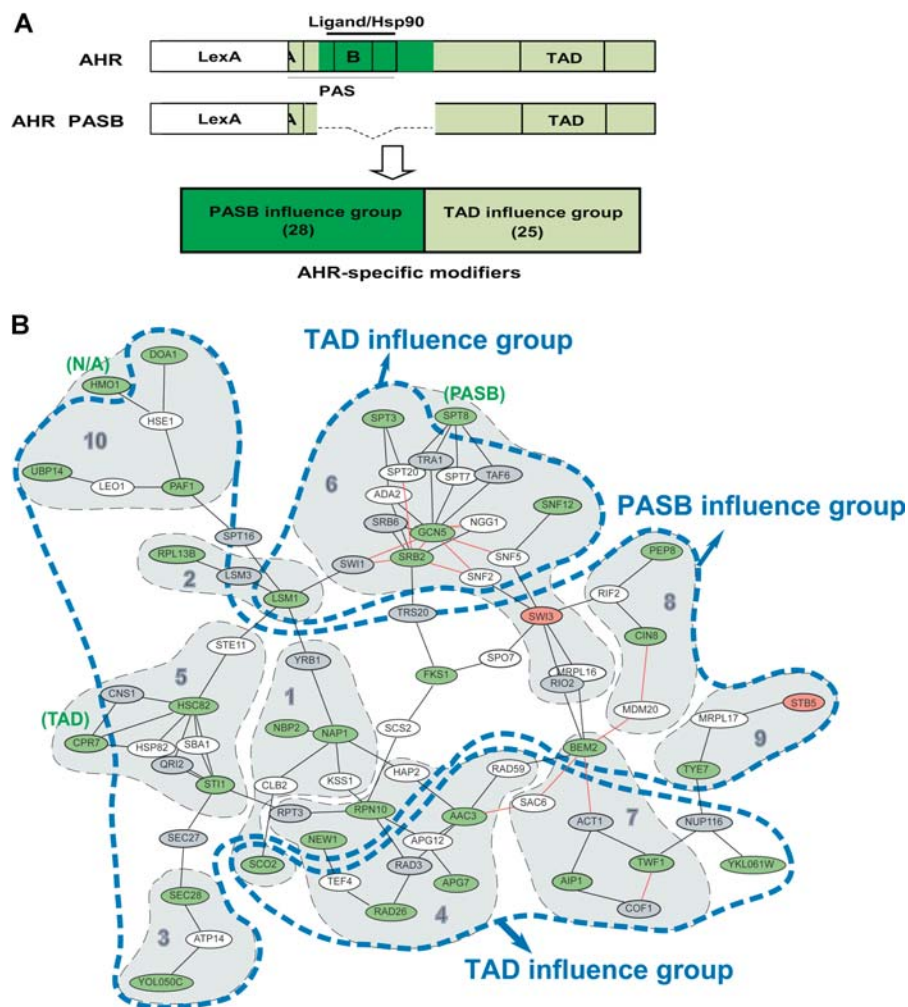 A
Ligand/Hsp90
AHR LexA A B TAD
PAS
AHR PASB LexA A TAD
PASB influence group (28)
TAD influence group (25)
AHR-specific modifiers
B
TAD influence group
(N/A)
DOA1
HMO1
HSE1
10
UBP14
LEO1
PAF1
(PASB)
SPT3
SPT8
TRA1
SPT20
SPT7
TAF6
6
ADA2
SRB6
GCN5
NGG1
SNF12
SRB2
SWI1
SNF5
SNF2
PASB influence group
SPT16
RPL13B
2
LSM3
LSM1
TRS20
SWI3
PEP8
RIF2
8
CIN8
STE11
YRB1
SPO7
MRPL16
RIO2
FKS1
MDM20
5
CNS1
HSC82
(TAD)
CPR7
HSP82
SBA1
QRI2
STI1
1
NBP2
NAP1
SCS2
CLB2
KSS1
HAP2
RAD59
BEM2
STB5
MRPL17
9
TYE7
RPT3
RPN10
AAC3
SAC6
ACT1
7
NUP116
SEC27
NEW1
APG12
SCO2
RAD3
TEF4
APG7
RAD26
4
TWF1
AIP1
COF1
YKL061W
SEC28
3
ATP14
YOL050C
TAD influence group